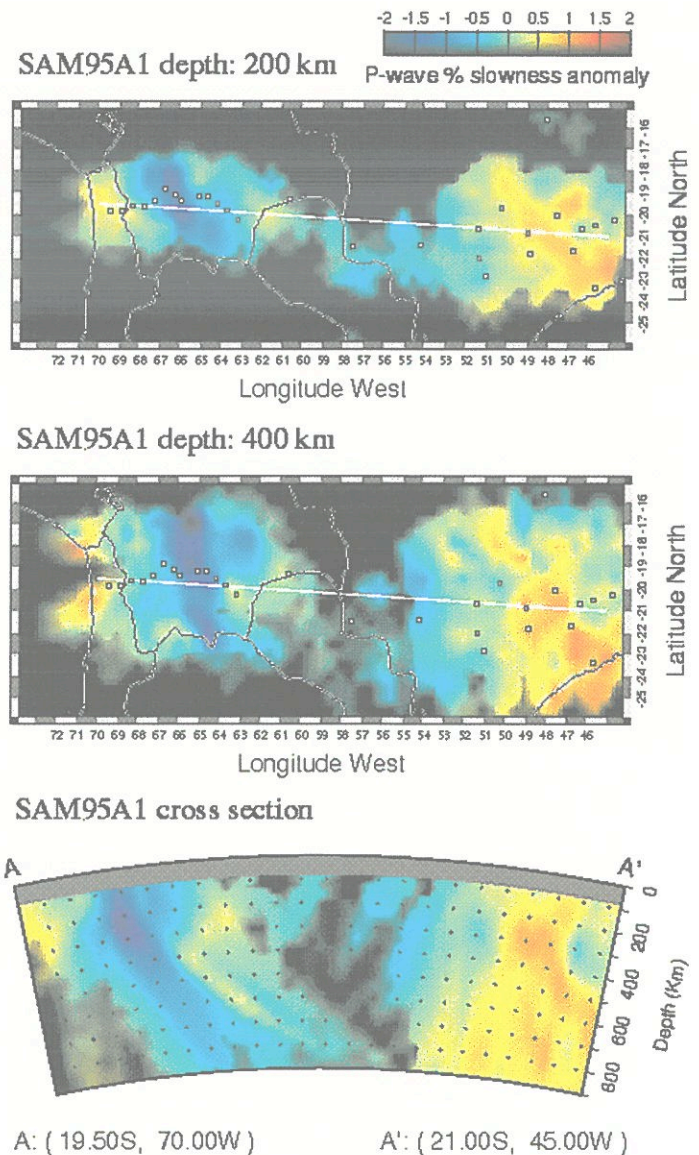 -2 -1.5 -1 -0.5 0 0.5 1 1.5 2
SAM95A1 depth: 200 km
P-wave % slowness anomaly
-25 -24 -23 -22 -21 -20 -19 -18 -17 -16
Latitude North
72 71 70 69 68 67 66 65 64 63 62 61 60 59 58 57 56 55 54 53 52 51 50 49 48 47 46
Longitude West
SAM95A1 depth: 400 km
-25 -24 -23 -22 -21 -20 -19 -18 -17 -16
Latitude North
72 71 70 69 68 67 66 65 64 63 62 61 60 59 58 57 56 55 54 53 52 51 50 49 48 47 46
Longitude West
SAM95A1 cross section
A A'
0
200
400
600
800
Depth (Km)
A: ( 19.50S, 70.00W ) A': ( 21.00S, 45.00W )